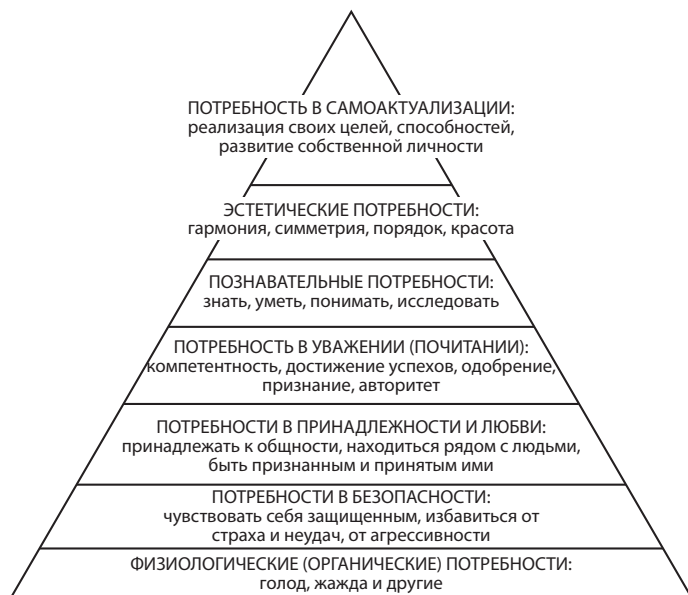 ПОТРЕБНОСТЬ В САМОАКТУАЛИЗАЦИИ:
реализация своих целей, способностей,
развитие собственной личности
ЭСТЕТИЧЕСКИЕ ПОТРЕБНОСТИ:
гармония, симметрия, порядок, красота
ПОЗНАВАТЕЛЬНЫЕ ПОТРЕБНОСТИ:
знать, уметь, понимать, исследовать
ПОТРЕБНОСТЬ В УВАЖЕНИИ (ПОЧИТАНИИ):
компетентность, достижение успехов, одобрение,
признание, авторитет
ПОТРЕБНОСТИ В ПРИНАДЛЕЖНОСТИ И ЛЮБВИ:
принадлежать к общности, находиться рядом с людьми,
быть признанным и принятым ими
ПОТРЕБНОСТИ В БЕЗОПАСНОСТИ:
чувствовать себя защищенным, избавиться от
страха и неудач, от агрессивности
ФИЗИОЛОГИЧЕСКИЕ (ОРГАНИЧЕСКИЕ) ПОТРЕБНОСТИ:
голод, жажда и другие